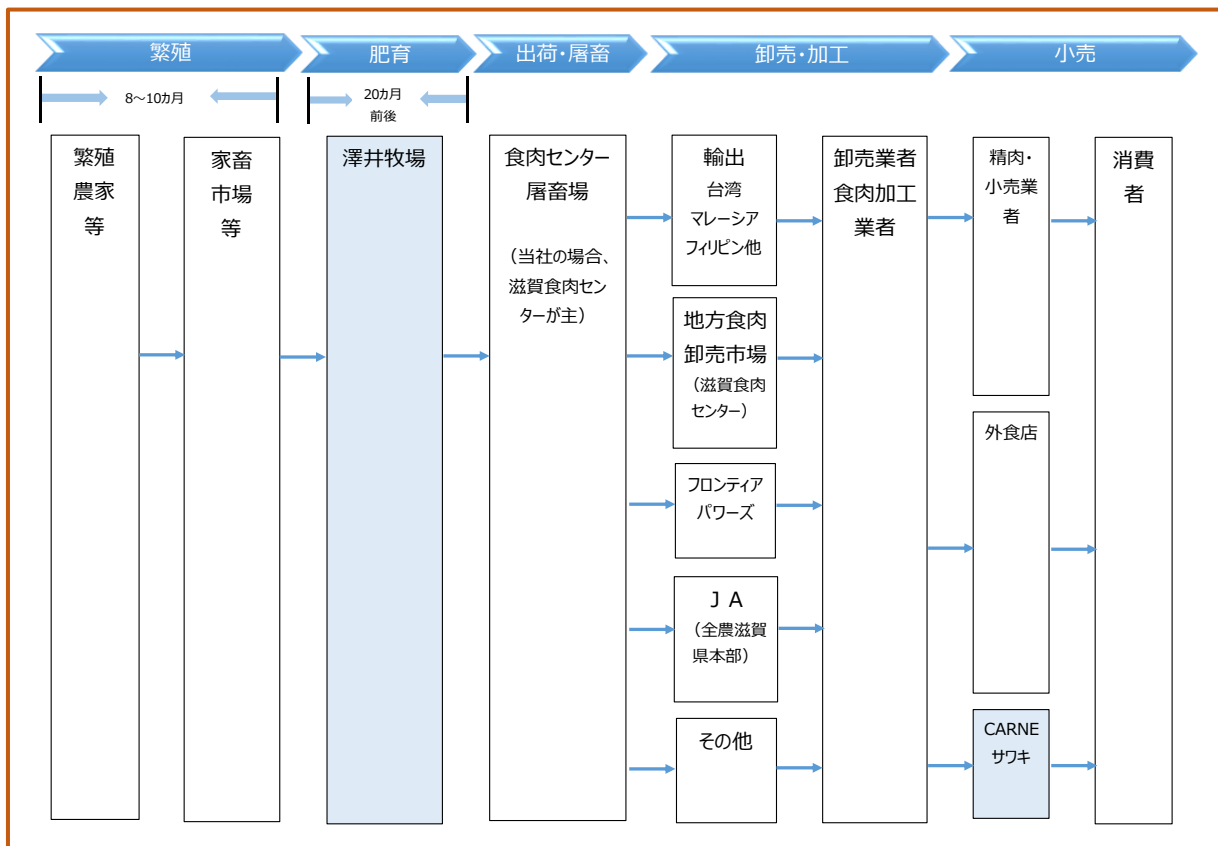 繁殖
肥育
出荷・屠畜
卸売・加工
小売
8～10カ月
20カ月
前後
繁殖
農家
等
家畜
市場
等
澤井牧場
食肉センター
屠畜場
（当社の場合、
滋賀食肉セン
ターが主）
輸出
台湾
マレーシア
フィリピン他
地方食肉
卸売市場
（滋賀食肉
センター）
フロンティア
パワーズ
ＪＡ
（全農滋賀
県本部）
その他
卸売業者
食肉加工
業者
精肉・
小売業
者
外食店
CARNE
サワキ
消費
者